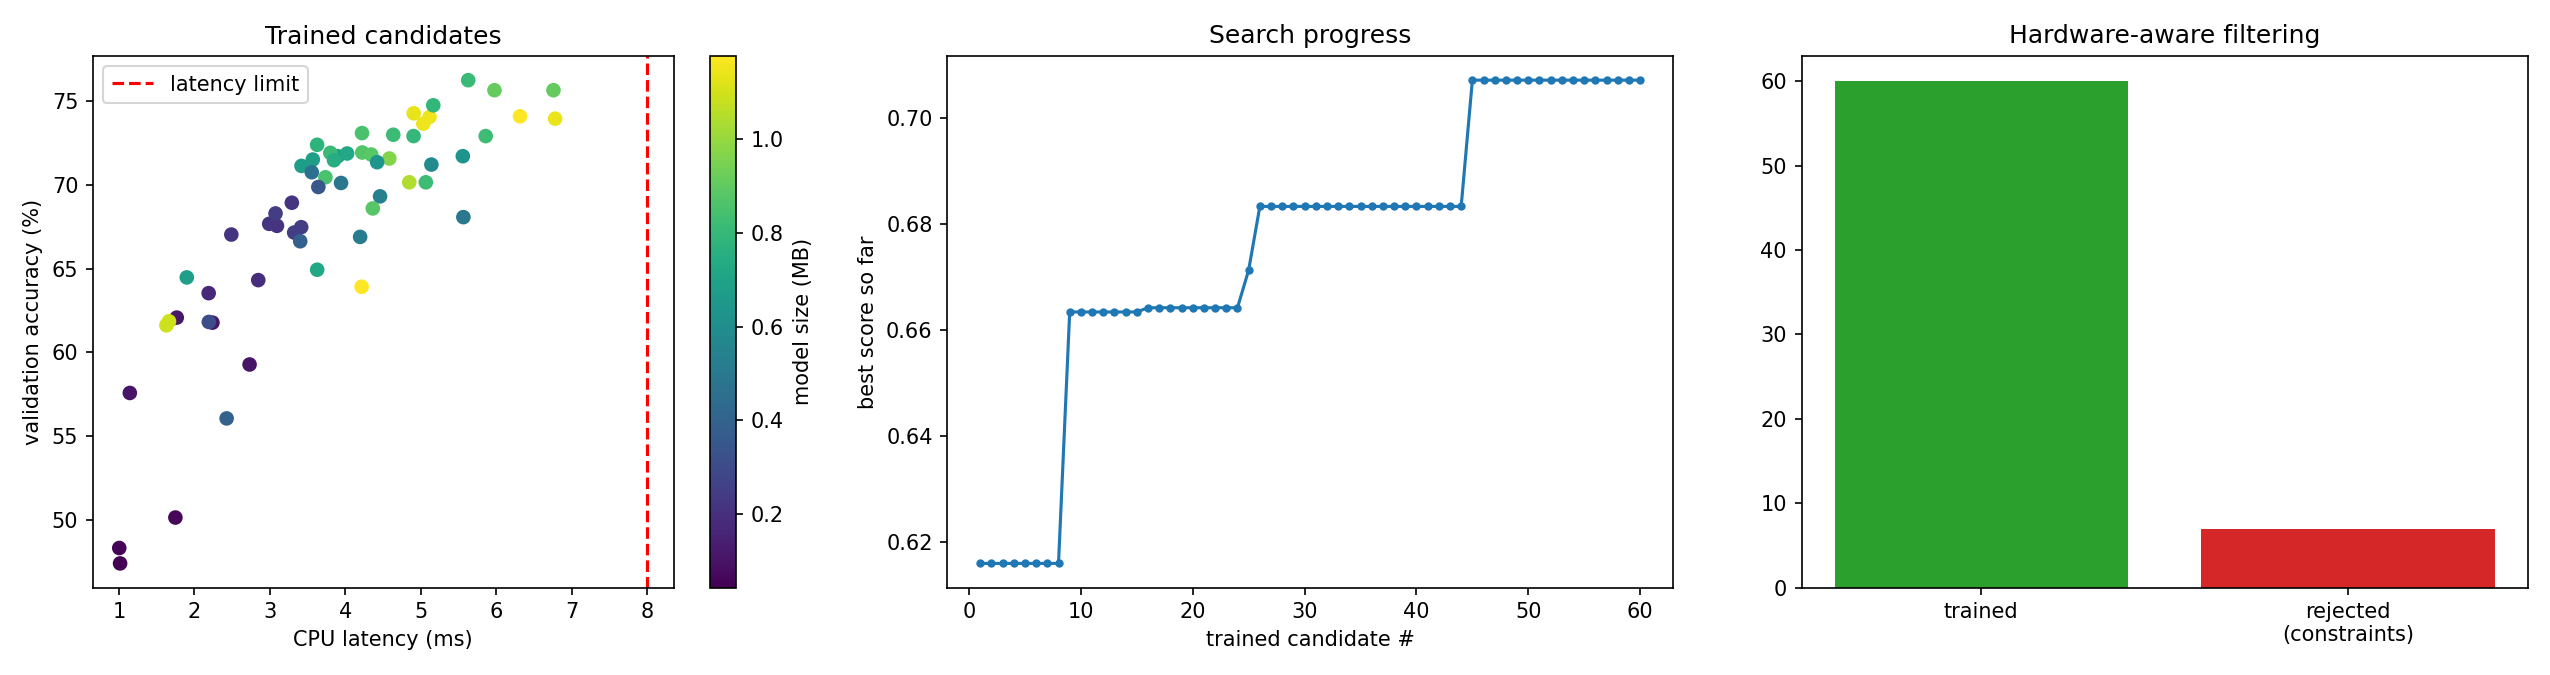 Trained candidates
latency limit
75
70
65
60
55
50
validation accuracy (%)
1 2 3 4 5 6 7 8
CPU latency (ms)
1.0
0.8
0.6
0.4
0.2
model size (MB)
Search progress
0.70
0.68
0.66
0.64
0.62
best score so far
0 10 20 30 40 50 60
trained candidate #
Hardware-aware filtering
60
50
40
30
20
10
0
trained
rejected
(constraints)